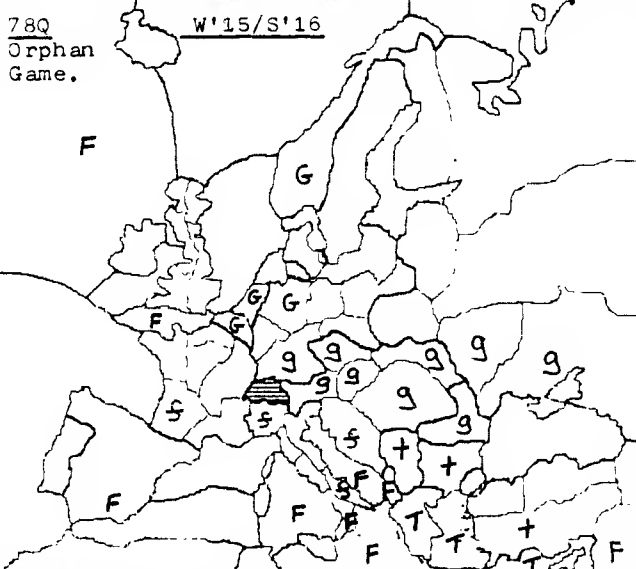 78Q W'15/S'16
Orphan
Game.
F
G
G G
F G
g g g g g
g g g
f f g
f t
t
f F F
F F F T t
T
F T F